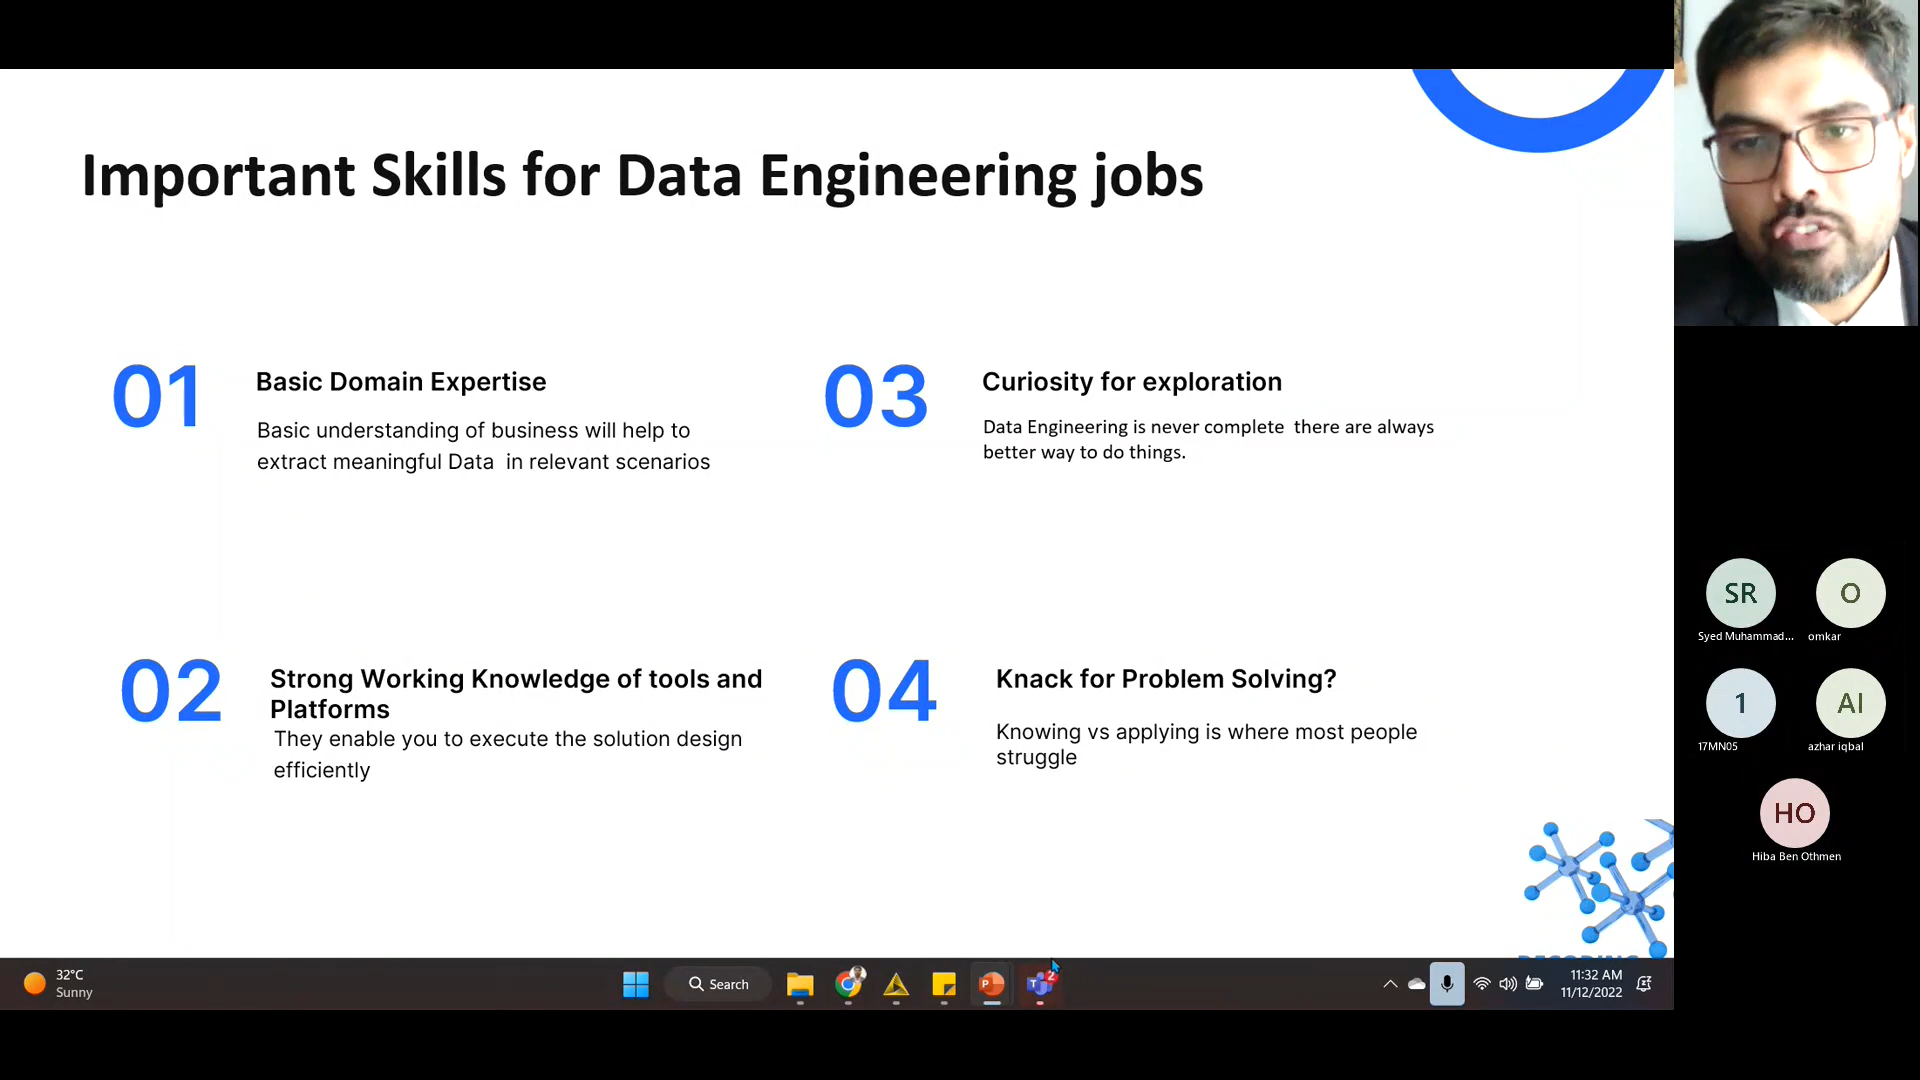 Important Skills for Data Engineering jobs
01
Basic Domain Expertise
Basic understanding of business will help to
extract meaningful Data  in relevant scenarios
02
Strong Working Knowledge of tools and
Platforms
They enable you to execute the solution design
efficiently
03
Curiosity for exploration
Data Engineering is never complete  there are always
better way to do things.
04
Knack for Problem Solving?
Knowing vs applying is where most people
struggle
SR
Syed Muhammad...
O
omkar
1
17MN05
AI
azhar iqbal
HO
Hiba Ben Othmen
32°C
Sunny
Search
P
T
2
11:32 AM
11/12/2022